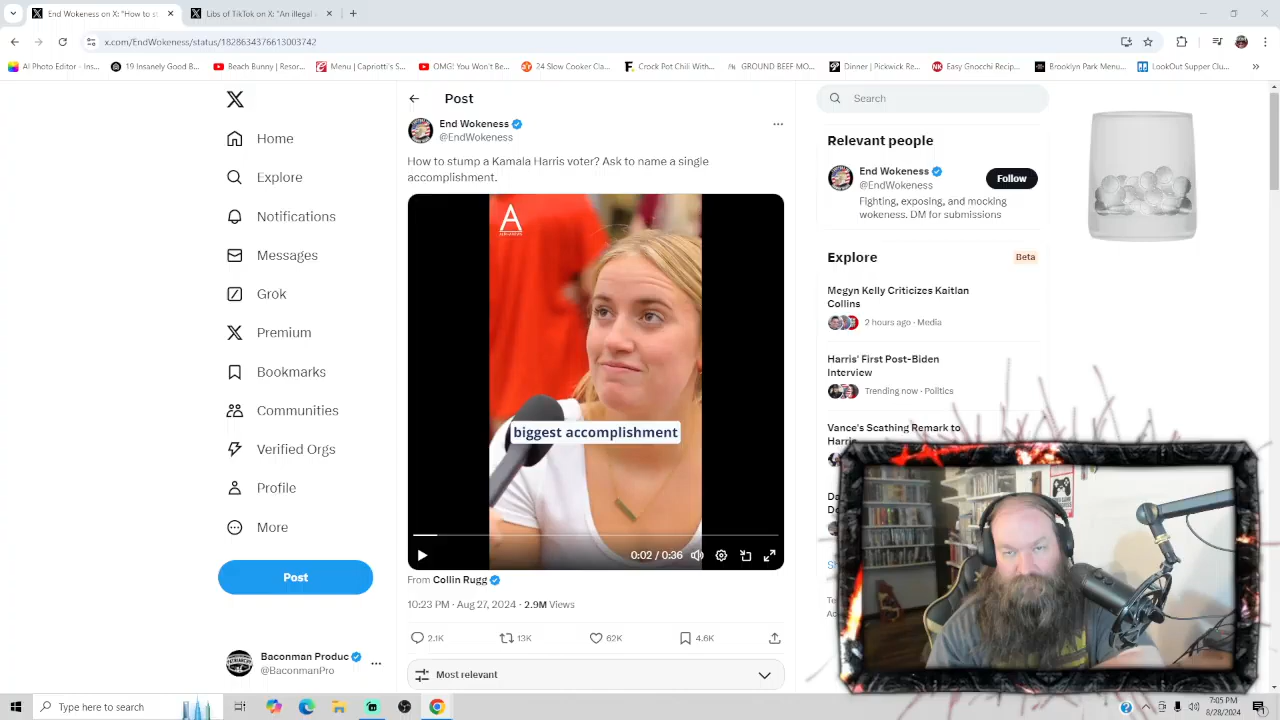 End Wokeness on X: "How to st
Libs of TikTok on X: "An illegal
x.com/EndWokeness/status/1828634376613003742
AI Photo Editor - Ins...
19 Insanely Good B...
Beach Bunny | Resor...
Menu | Capriotti's S...
OMG! You Won't Be...
24 Slow Cooker Cla...
Crock Pot Chili With...
GROUND BEEF MO...
Dinner | Pickwick Re...
Easy Gnocchi Recip...
Brooklyn Park Menu...
LookOut Supper Clu...
Home
Explore
Notifications
Messages
Grok
Premium
Bookmarks
Communities
Verified Orgs
Profile
More
Post
Baconman Produc
@BaconmanPro
Post
End Wokeness
@EndWokeness
How to stump a Kamala Harris voter? Ask to name a single
accomplishment.
biggest accomplishment
0:02 / 0:36
From Collin Rugg
10:23 PM · Aug 27, 2024 · 2.9M Views
2.1K
13K
62K
4.6K
Most relevant
Search
Relevant people
End Wokeness
@EndWokeness
Follow
Fighting, exposing, and mocking
wokeness. DM for submissions
Explore
Beta
Megyn Kelly Criticizes Kaitlan
Collins
2 hours ago · Media
Harris' First Post-Biden
Interview
Trending now · Politics
Vance's Scathing Remark to
Harris
Type here to search
7:05 PM
8/28/2024